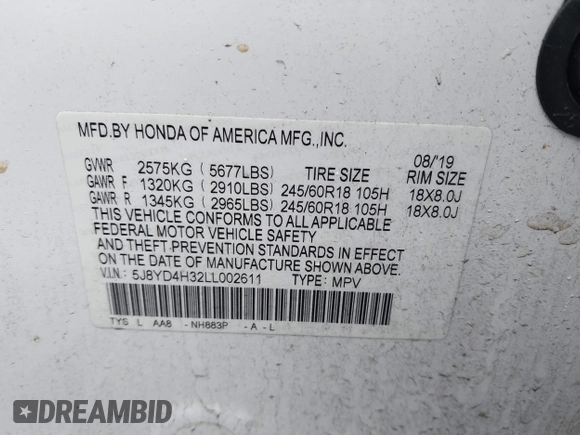 MFD.BY HONDA OF AMERICA MFG.,INC. 08/'19
GVWR 2575KG ( 5677LBS) TIRE SIZE RIM SIZE
GAWR F 1320KG ( 2910LBS) 245/60R18 105H 18X8.0J
GAWR R 1345KG ( 2965LBS) 245/60R18 105H 18X8.0J
THIS VEHICLE CONFORMS TO ALL APPLICABLE
FEDERAL MOTOR VEHICLE SAFETY
AND THEFT PREVENTION STANDARDS IN EFFECT
ON THE DATE OF MANUFACTURE SHOWN ABOVE.
V.I.N: 5J8YD4H32LL002611 TYPE: MPV
TYS L AA8 -NH883P -A-L
DREAMBID